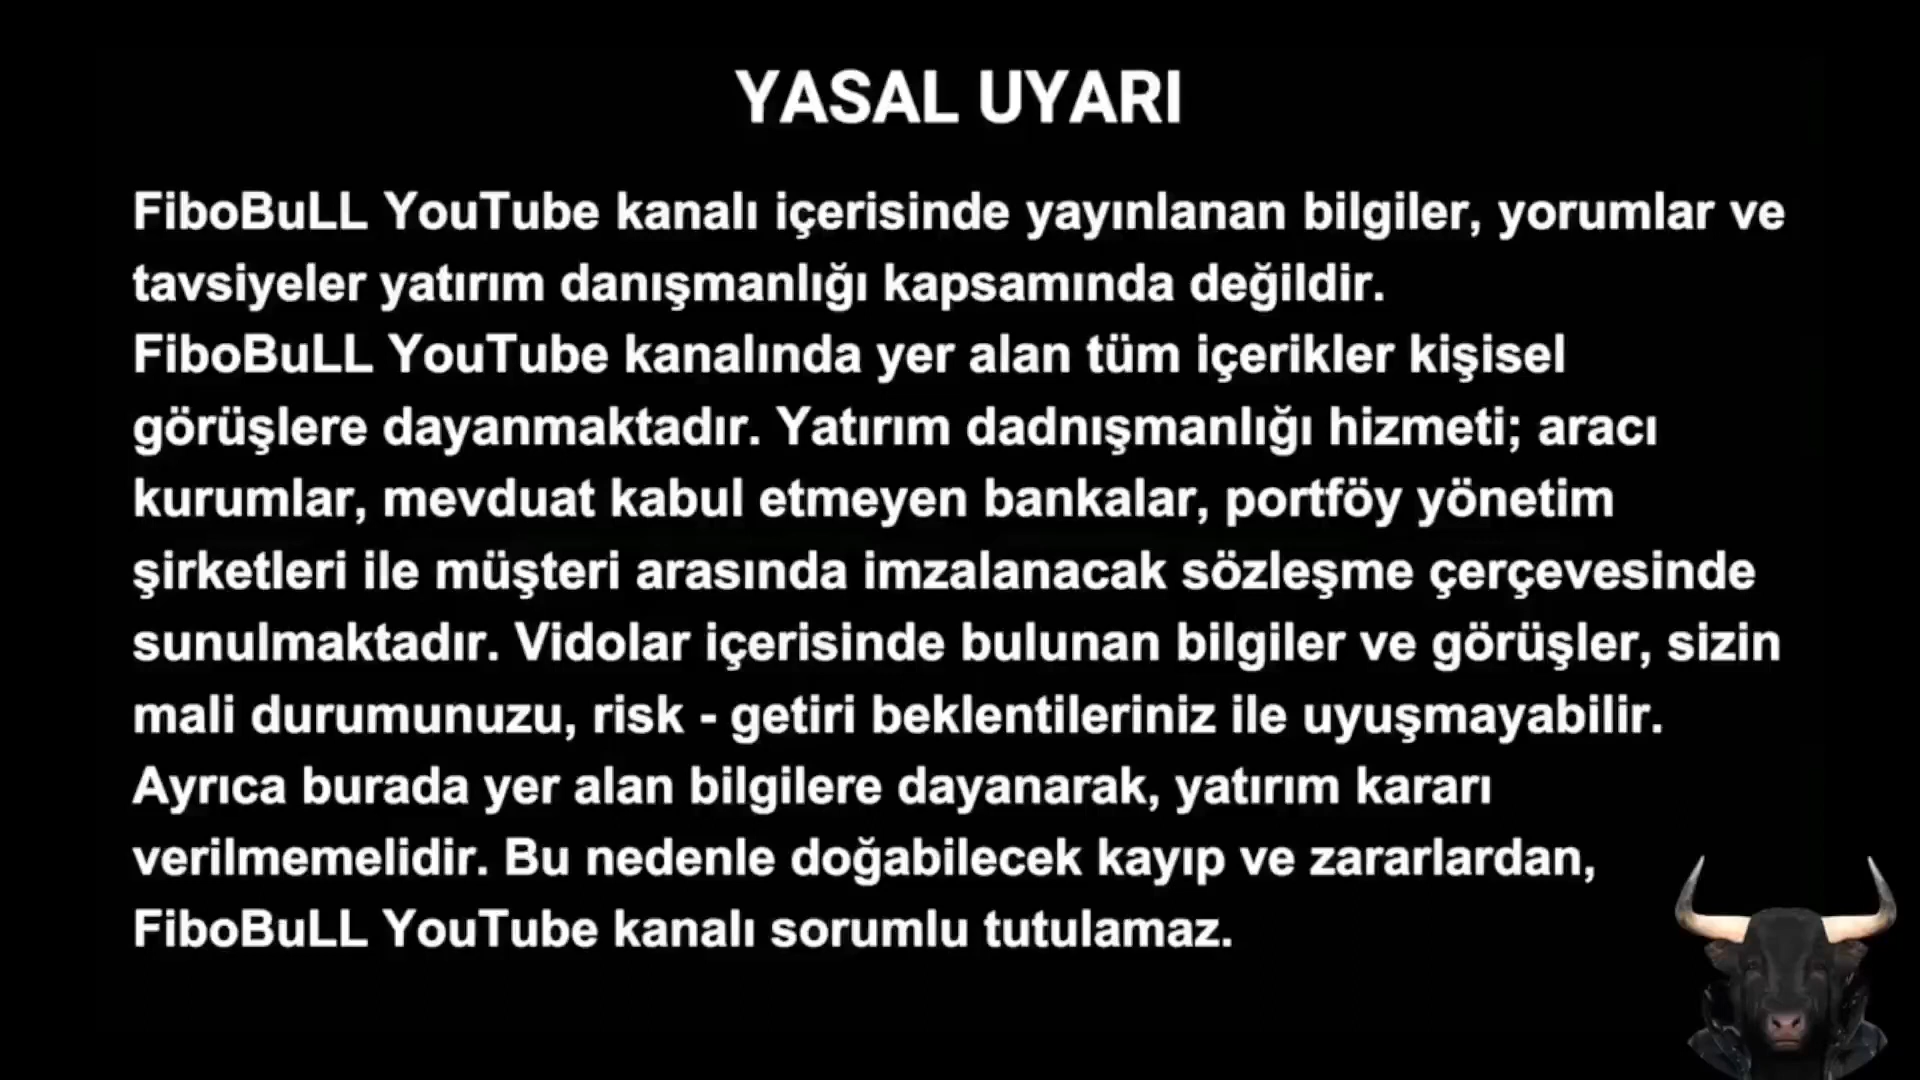 YASAL UYARI
FiboBuLL YouTube kanalı içerisinde yayınlanan bilgiler, yorumlar ve
tavsiyeler yatırım danışmanlığı kapsamında değildir.
FiboBuLL YouTube kanalında yer alan tüm içerikler kişisel
görüşlere dayanmaktadır. Yatırım dadnışmanlığı hizmeti; aracı
kurumlar, mevduat kabul etmeyen bankalar, portföy yönetim
şirketleri ile müşteri arasında imzalanacak sözleşme çerçevesinde
sunulmaktadır. Vidolar içerisinde bulunan bilgiler ve görüşler, sizin
mali durumunuzu, risk - getiri beklentileriniz ile uyuşmayabilir.
Ayrıca burada yer alan bilgilere dayanarak, yatırım kararı
verilmemelidir. Bu nedenle doğabilecek kayıp ve zararlardan,
FiboBuLL YouTube kanalı sorumlu tutulamaz.